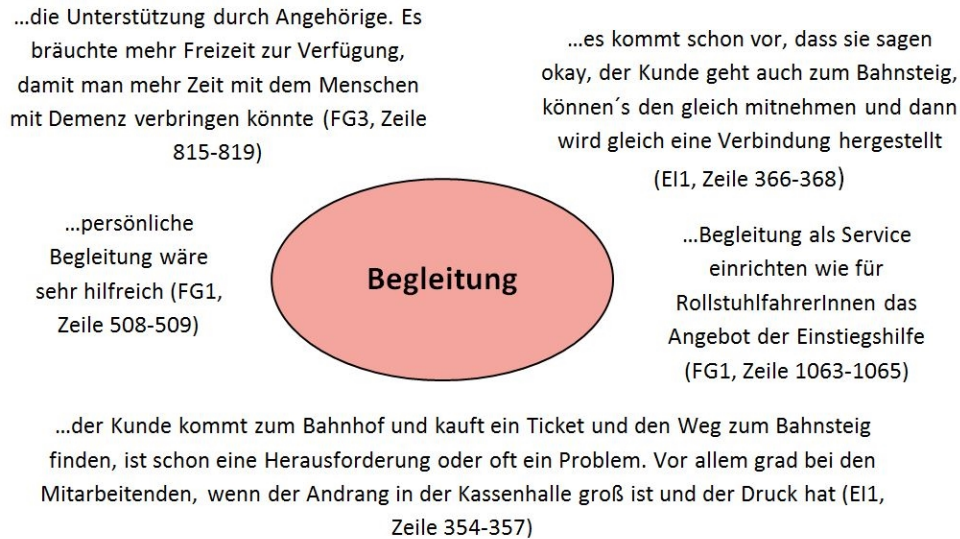 ...die Unterstützung durch Angehörige. Es
bräuchte mehr Freizeit zur Verfügung,
damit man mehr Zeit mit dem Menschen
mit Demenz verbringen könnte (FG3, Zeile
815-819)
...es kommt schon vor, dass sie sagen
okay, der Kunde geht auch zum Bahnsteig,
können´s den gleich mitnehmen und dann
wird gleich eine Verbindung hergestellt
(EI1, Zeile 366-368)
...persönliche
Begleitung wäre
sehr hilfreich (FG1,
Zeile 508-509)
Begleitung
...Begleitung als Service
einrichten wie für
RollstuhlfahrerInnen das
Angebot der Einstiegshilfe
(FG1, Zeile 1063-1065)
...der Kunde kommt zum Bahnhof und kauft ein Ticket und den Weg zum Bahnsteig
finden, ist schon eine Herausforderung oder oft ein Problem. Vor allem grad bei den
Mitarbeitenden, wenn der Andrang in der Kassenhalle groß ist und der Druck hat (EI1,
Zeile 354-357)